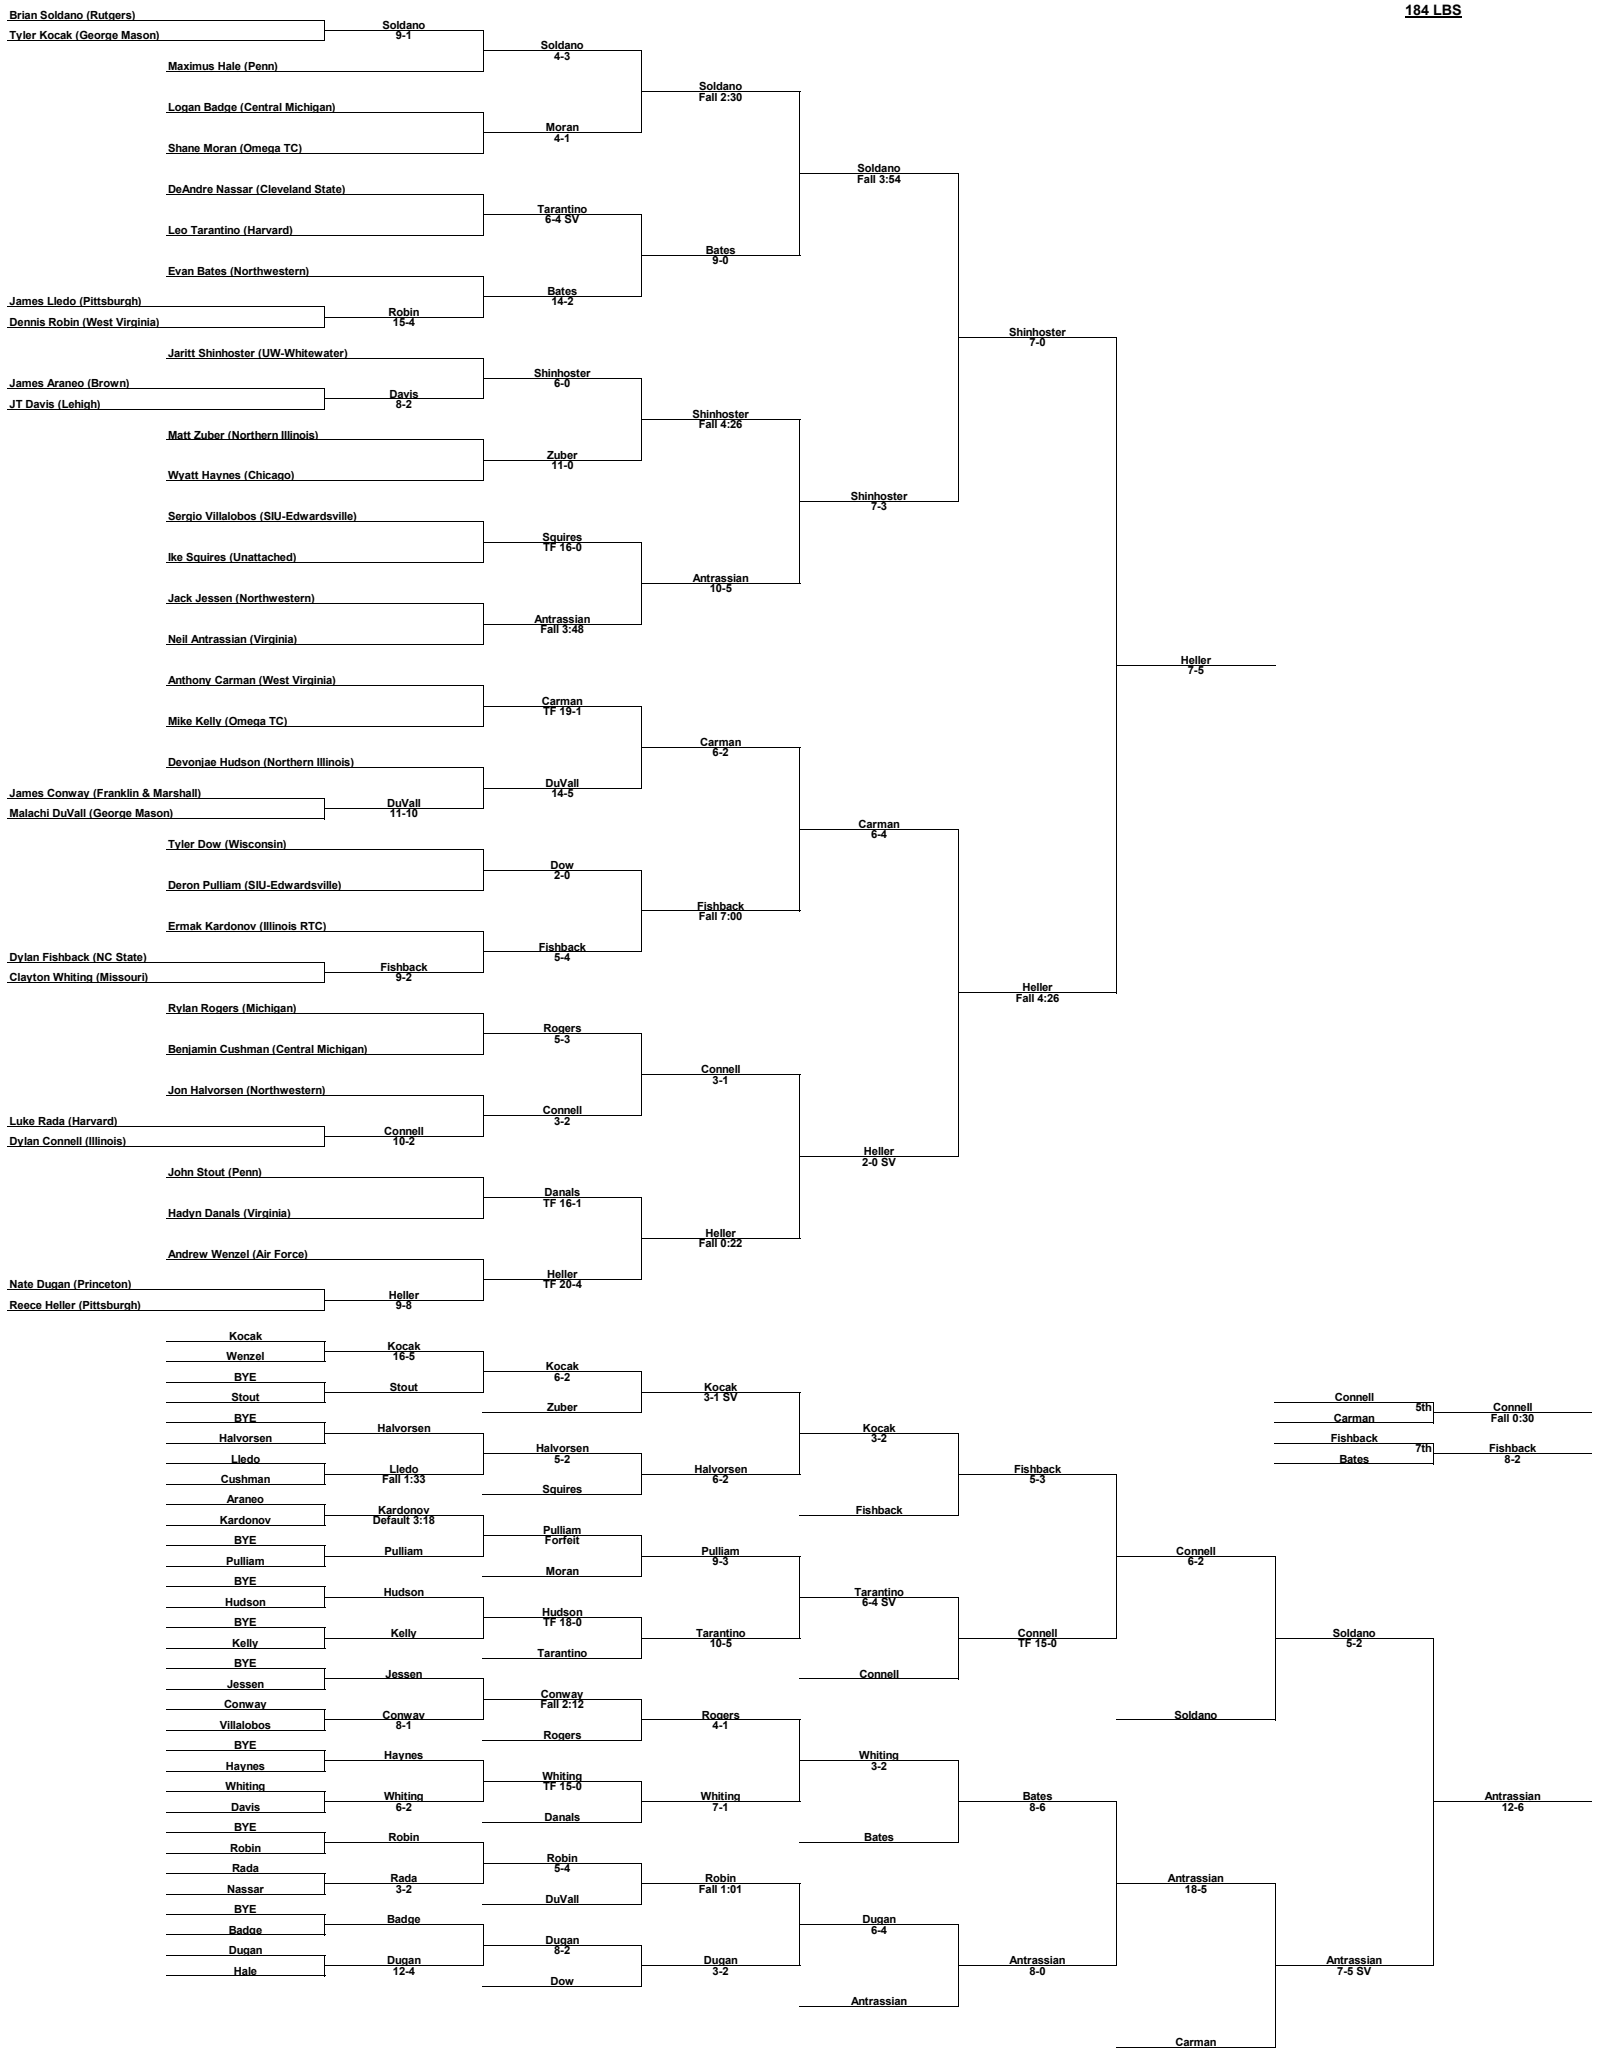 184 LBS
Brian Soldano (Rutgers)
Soldano
Tyler Kocak (George Mason)
9-1
Soldano
4-3
Maximus Hale (Penn)
Soldano
Fall 2:30
Logan Badge (Central Michigan)
Moran
4-1
Shane Moran (Omega TC)
Soldano
Fall 3:54
DeAndre Nassar (Cleveland State)
Tarantino
6-4 SV
Leo Tarantino (Harvard)
Bates
9-0
Evan Bates (Northwestern)
Bates
14-2
James Lledo (Pittsburgh)
Robin
Dennis Robin (West Virginia)
15-4
Shinhoster
7-0
Jaritt Shinhoster (UW-Whitewater)
Shinhoster
6-0
James Araneo (Brown)
Davis
JT Davis (Lehigh)
8-2
Shinhoster
Fall 4:26
Matt Zuber (Northern Illinois)
Zuber
11-0
Wyatt Haynes (Chicago)
Shinhoster
7-3
Sergio Villalobos (SIU-Edwardsville)
Squires
TF 16-0
Ike Squires (Unattached)
Antrassian
10-5
Jack Jessen (Northwestern)
Antrassian
Fall 3:48
Neil Antrassian (Virginia)
Heller
7-5
Anthony Carman (West Virginia)
Carman
TF 19-1
Mike Kelly (Omega TC)
Carman
6-2
Devonjae Hudson (Northern Illinois)
DuVall
14-5
James Conway (Franklin & Marshall)
DuVall
Malachi DuVall (George Mason)
11-10
Carman
6-4
Tyler Dow (Wisconsin)
Dow
2-0
Deron Pulliam (SIU-Edwardsville)
Fishback
Fall 7:00
Ermak Kardonov (Illinois RTC)
Fishback
5-4
Dylan Fishback (NC State)
Fishback
Clayton Whiting (Missouri)
9-2
Heller
Fall 4:26
Rylan Rogers (Michigan)
Rogers
5-3
Benjamin Cushman (Central Michigan)
Connell
3-1
Jon Halvorsen (Northwestern)
Connell
3-2
Luke Rada (Harvard)
Connell
Dylan Connell (Illinois)
10-2
Heller
2-0 SV
John Stout (Penn)
Danals
TF 16-1
Hadyn Danals (Virginia)
Heller
Fall 0:22
Andrew Wenzel (Air Force)
Heller
TF 20-4
Nate Dugan (Princeton)
Heller
Reece Heller (Pittsburgh)
9-8
Kocak
Kocak
Wenzel
16-5
Kocak
6-2
BYE
Stout
Stout
Kocak
3-1 SV
Zuber
BYE
Halvorsen
Halvorsen
Kocak
3-2
Halvorsen
5-2
Lledo
Lledo
Cushman
Fall 1:33
Halvorsen
6-2
Squires
Fishback
5-3
Araneo
Kardonov
Kardonov
Default 3:18
Fishback
Pulliam
Forfeit
BYE
Pulliam
Pulliam
Pulliam
9-3
Moran
Connell
6-2
BYE
Hudson
Hudson
Tarantino
6-4 SV
Hudson
TF 18-0
BYE
Kelly
Kelly
Tarantino
10-5
Tarantino
Connell
TF 15-0
Connell
BYE
Jessen
Jessen
Conway
Fall 2:12
Conway
Conway
Villalobos
8-1
Rogers
4-1
Rogers
Soldano
5-2
Soldano
BYE
Haynes
Haynes
Whiting
3-2
Whiting
TF 15-0
Whiting
Whiting
Davis
6-2
Whiting
7-1
Danals
Bates
8-6
Bates
Antrassian
12-6
BYE
Robin
Robin
Robin
5-4
Rada
Rada
Nassar
3-2
Robin
Fall 1:01
DuVall
Antrassian
18-5
BYE
Badge
Badge
Dugan
6-4
Dugan
8-2
Dugan
Dugan
Hale
12-4
Dugan
3-2
Dow
Antrassian
8-0
Antrassian
Antrassian
7-5 SV
Carman
Connell
5th
Connell
Carman
Fall 0:30
Fishback
7th
Fishback
Bates
8-2